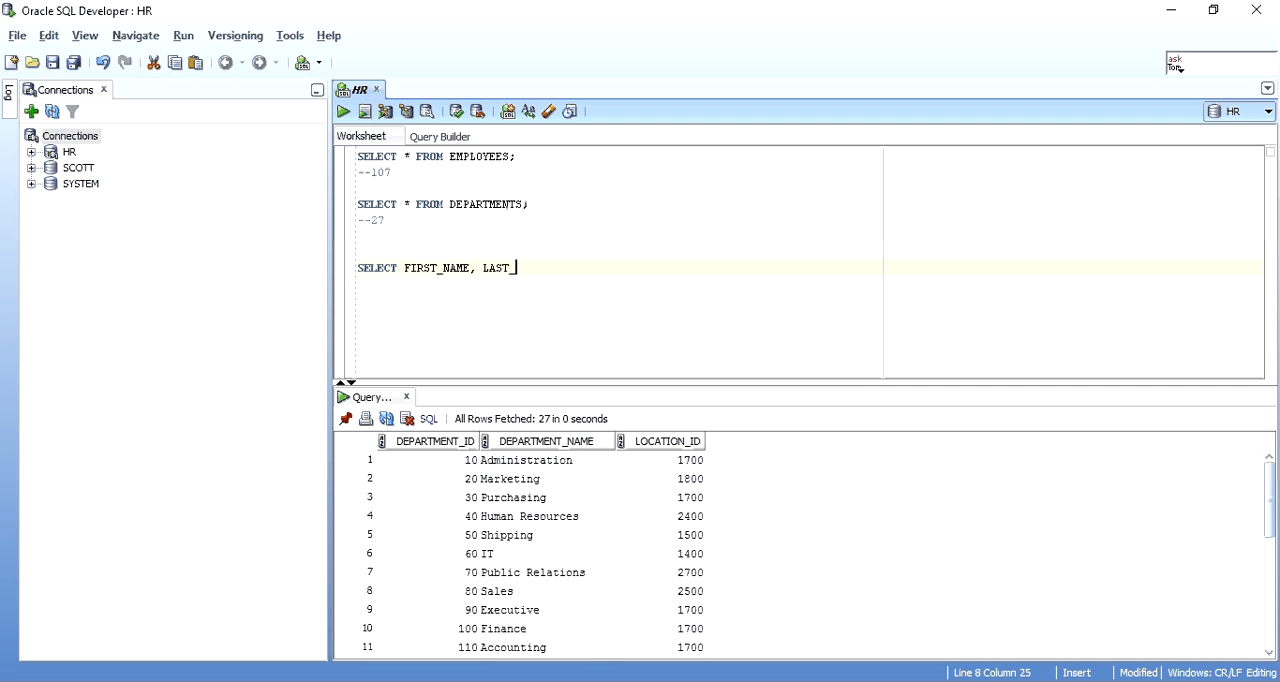 Oracle SQL Developer : HR
File Edit View Navigate Run Versioning Tools Help
ask
Tom
Log
Connections
HR
HR
Worksheet
Query Builder
Connections
HR
SCOTT
SYSTEM
SELECT * FROM EMPLOYEES;
--107
SELECT * FROM DEPARTMENTS;
--27
SELECT FIRST_NAME, LAST_
Query...
SQL
All Rows Fetched: 27 in 0 seconds
DEPARTMENT_ID DEPARTMENT_NAME LOCATION_ID
1 10 Administration 1700
2 20 Marketing 1800
3 30 Purchasing 1700
4 40 Human Resources 2400
5 50 Shipping 1500
6 60 IT 1400
7 70 Public Relations 2700
8 80 Sales 2500
9 90 Executive 1700
10 100 Finance 1700
11 110 Accounting 1700
Line 8 Column 25 Insert Modified Windows: CR/LF Editing